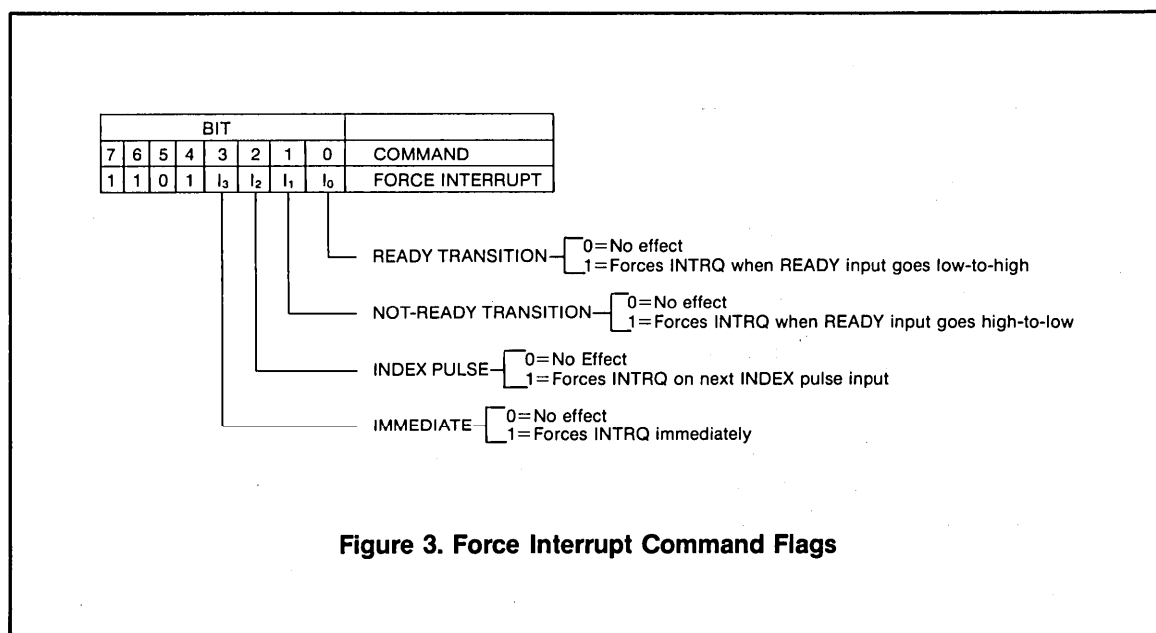 BIT
7 6 5 4 3 2 1 0 COMMAND
1 1 0 1 I₃ I₂ I₁ I₀ FORCE INTERRUPT
READY TRANSITION 0=No effect
1=Forces INTRQ when READY input goes low-to-high
NOT-READY TRANSITION 0=No effect
1=Forces INTRQ when READY input goes high-to-low
INDEX PULSE 0=No Effect
1=Forces INTRQ on next INDEX pulse input
IMMEDIATE 0=No effect
1=Forces INTRQ immediately
Figure 3. Force Interrupt Command Flags